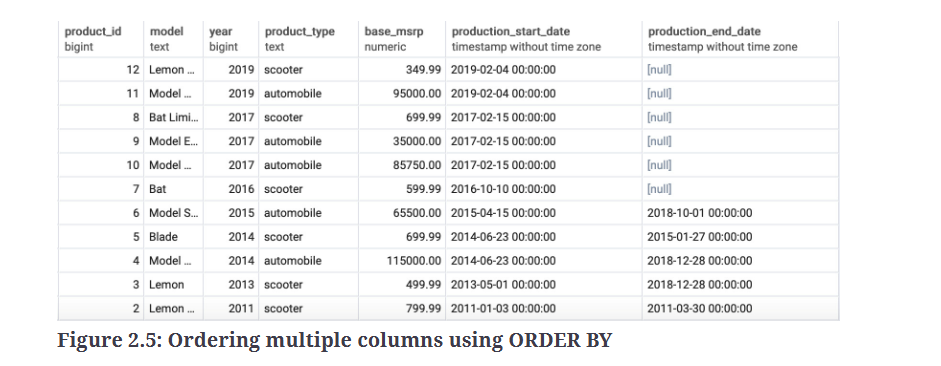 product_id model year product_type base_msrp production_start_date production_end_date
bigint text bigint text numeric timestamp without time zone timestamp without time zone
12 Lemon ... 2019 scooter 349.99 2019-02-04 00:00:00 [null]
11 Model ... 2019 automobile 95000.00 2019-02-04 00:00:00 [null]
8 Bat Limi... 2017 scooter 699.99 2017-02-15 00:00:00 [null]
9 Model E... 2017 automobile 35000.00 2017-02-15 00:00:00 [null]
10 Model ... 2017 automobile 85750.00 2017-02-15 00:00:00 [null]
7 Bat 2016 scooter 599.99 2016-10-10 00:00:00 [null]
6 Model S... 2015 automobile 65500.00 2015-04-15 00:00:00 2018-10-01 00:00:00
5 Blade 2014 scooter 699.99 2014-06-23 00:00:00 2015-01-27 00:00:00
4 Model ... 2014 automobile 115000.00 2014-06-23 00:00:00 2018-12-28 00:00:00
3 Lemon 2013 scooter 499.99 2013-05-01 00:00:00 2018-12-28 00:00:00
2 Lemon ... 2011 scooter 799.99 2011-01-03 00:00:00 2011-03-30 00:00:00
Figure 2.5: Ordering multiple columns using ORDER BY